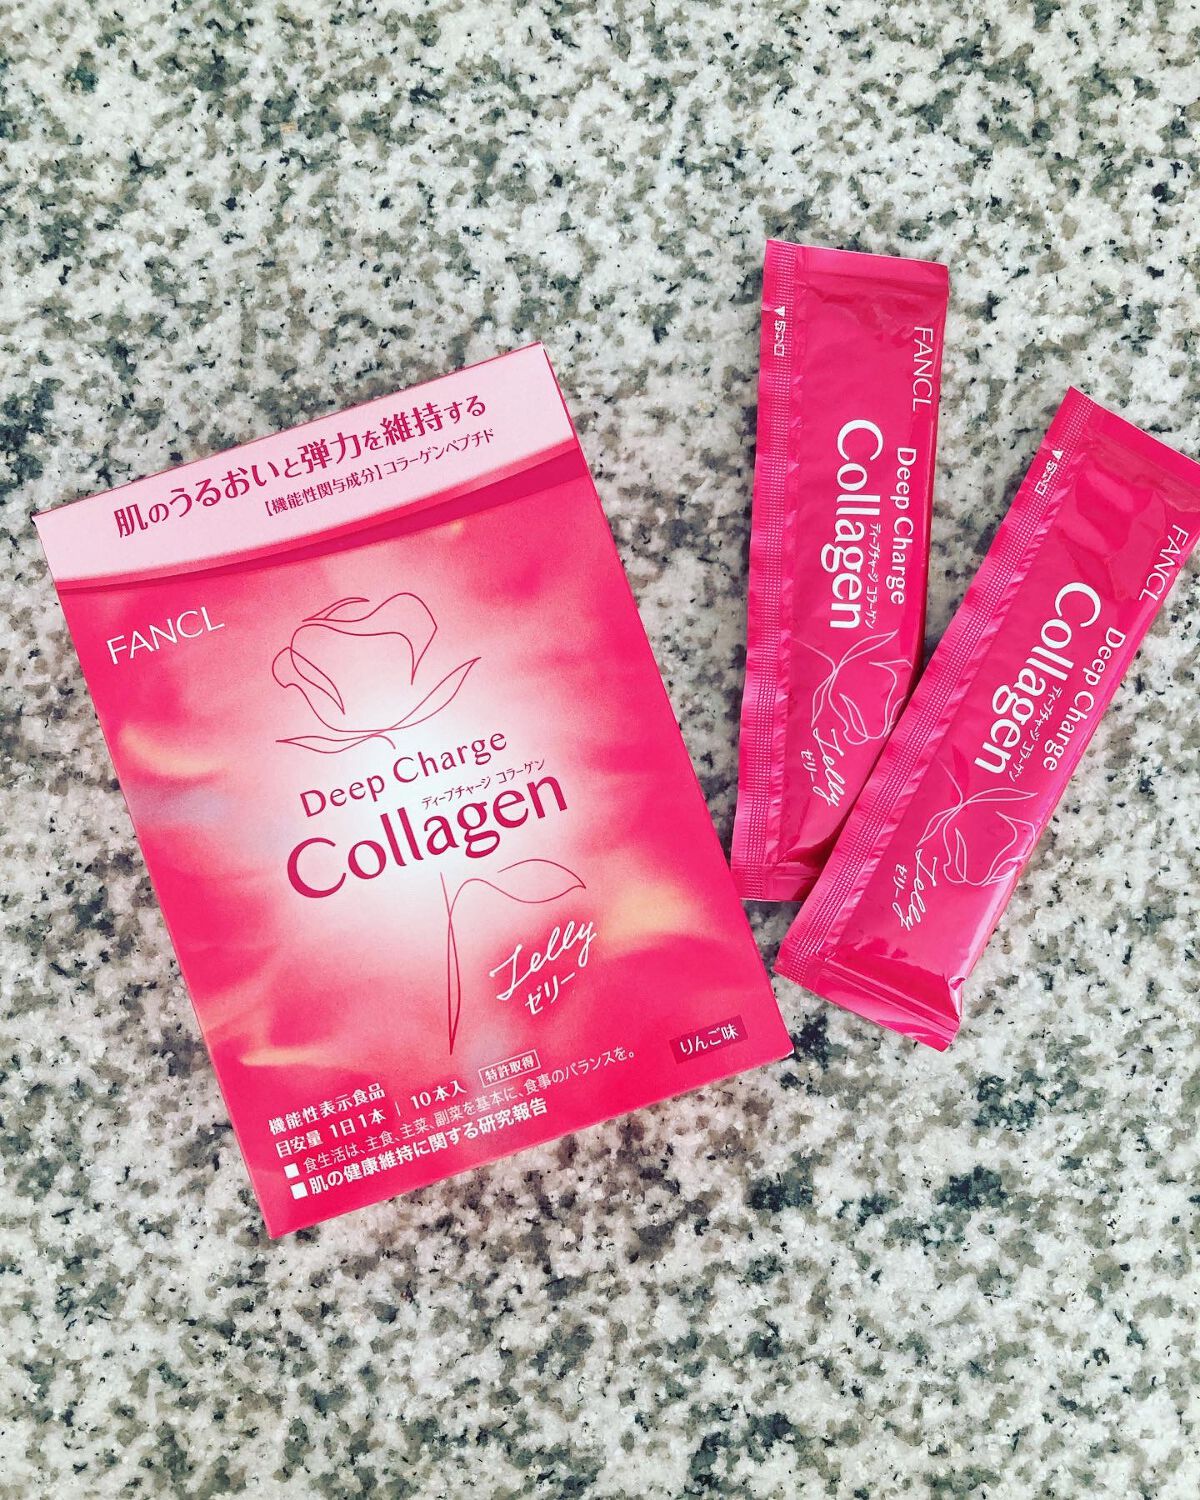 肌のうるおいと弾力を維持する
【機能性関与成分】コラーゲンペプチド
FANCL
Deep Charge
ディープチャージ コラーゲン
Collagen
Jelly
ゼリー
りんご味
機能性表示食品
目安量 1日1本 | 10本入 特許取得
■ 食生活は、主食、主菜、副菜を基本に、食事のバランスを。
■ 肌の健康維持に関する研究報告
切り口
FANCL
Deep Charge
ディープチャージ コラーゲン
Collagen
Jelly
ゼリー
切り口
FANCL
Deep Charge
ディープチャージ コラーゲン
Collagen
Jelly
ゼリー